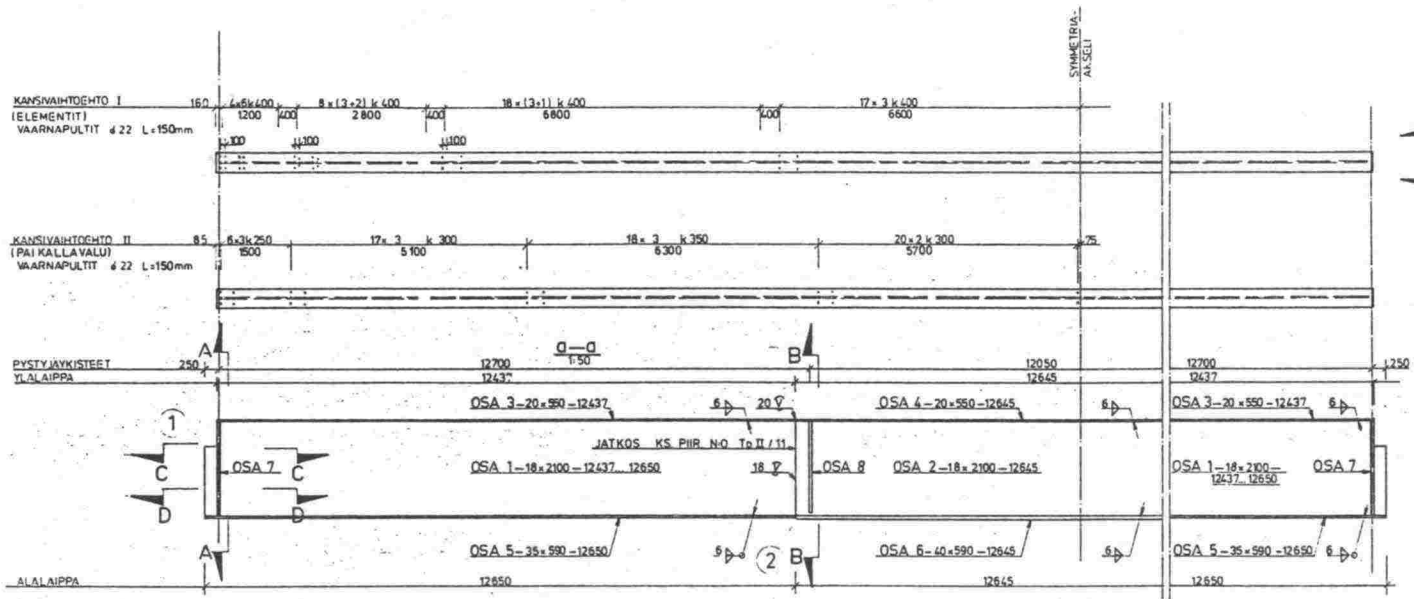 SYMMETRIA-
AKSELI
KANSIVAIHTOEHTO I 160 4×6k400 8×(3+2) k 400 18×(3+1) k 400 17×3 k400
(ELEMENTIT) 1200 400 2800 400 6800 400 6600
VAARNAPULTIT ø 22 L=150mm
100 100 100
KANSIVAIHTOEHTO II 85 6×3k250 17×3 k 300 18×3 k350 20×2 k 300 75
(PAIKALLAVALU) 1500 5100 6300 5700
VAARNAPULTIT ø 22 L=150mm
A a—a B
1:50
PYSTYJÄYKISTEET 250 12700 12050 12700 250
YLÄLAIPPA 12437 12645 12437
OSA 3–20×550–12437 6 20 V OSA 4–20×550–12645 6 OSA 3–20×550–12437 6
1
JATKOS KS. PIIR. N:O Tp II / 11
C C OSA 7 OSA 1–18×2100–12437...12650 18 OSA 8 OSA 2–18×2100–12645 OSA 1–18×2100– OSA 7
12437...12650
D D
A OSA 5–35×590–12650 6 2 B OSA 6–40×590–12645 6 OSA 5–35×590–12650 6
ALALAIPPA 12650 12645 12650